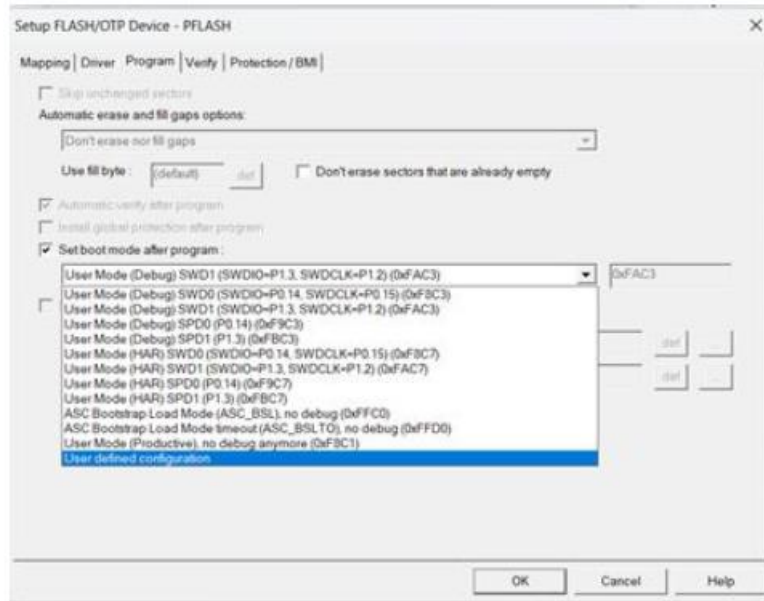 Setup FLASH/OTP Device - PFLASH
Mapping Driver Program Verify Protection / BMI
Skip unchanged sectors
Automatic erase and fill gaps options:
Don't erase nor fill gaps
Use fill byte : (default) def Don't erase sectors that are already empty
Automatic verify after program
Install global protection after program
Set boot mode after program :
User Mode (Debug) SWD1 (SWDIO=P1.3, SWDCLK=P1.2) (0xFAC3) 0xFAC3
User Mode (Debug) SWD0 (SWDIO=P0.14, SWDCLK=P0.15) (0xF8C3)
User Mode (Debug) SWD1 (SWDIO=P1.3, SWDCLK=P1.2) (0xFAC3)
User Mode (Debug) SPD0 (P0.14) (0xF9C3)
User Mode (Debug) SPD1 (P1.3) (0xFBC3)
User Mode (HAR) SWD0 (SWDIO=P0.14, SWDCLK=P0.15) (0xF8C7)
User Mode (HAR) SWD1 (SWDIO=P1.3, SWDCLK=P1.2) (0xFAC7)
User Mode (HAR) SPD0 (P0.14) (0xF9C7)
User Mode (HAR) SPD1 (P1.3) (0xFBC7)
ASC Bootstrap Load Mode (ASC_BSL), no debug (0xFFC0)
ASC Bootstrap Load Mode timeout (ASC_BSLTO), no debug (0xFFD0)
User Mode (Productive), no debug anymore (0xF8C1)
User defined configuration
def ...
def ...
OK Cancel Help